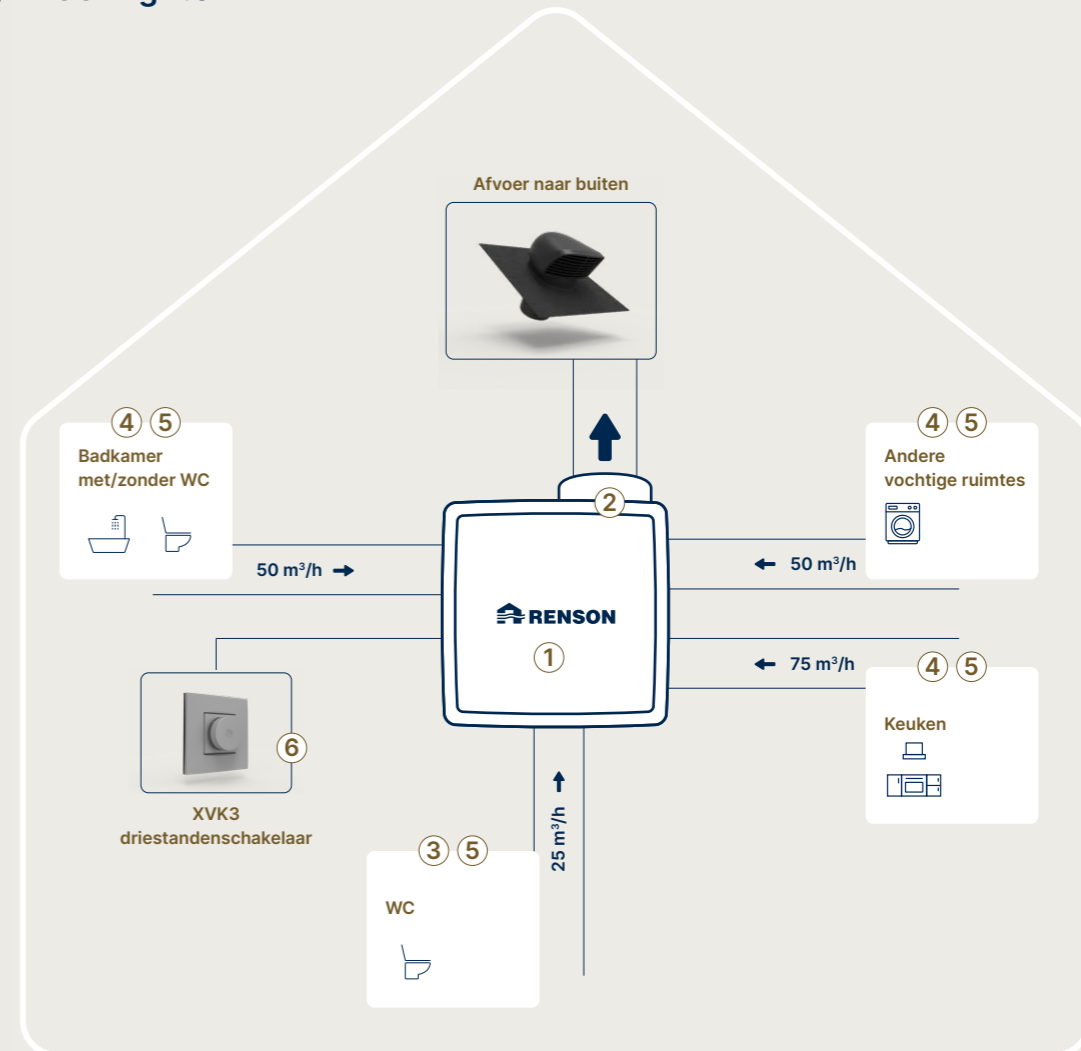 Afvoer naar buiten
4 5
Badkamer
met/zonder WC
4 5
Andere
vochtige ruimtes
2
50 m³/h
50 m³/h
RENSON
1
75 m³/h
4 5
Keuken
6
XVK3
driestandenschakelaar
25 m³/h
3 5
WC